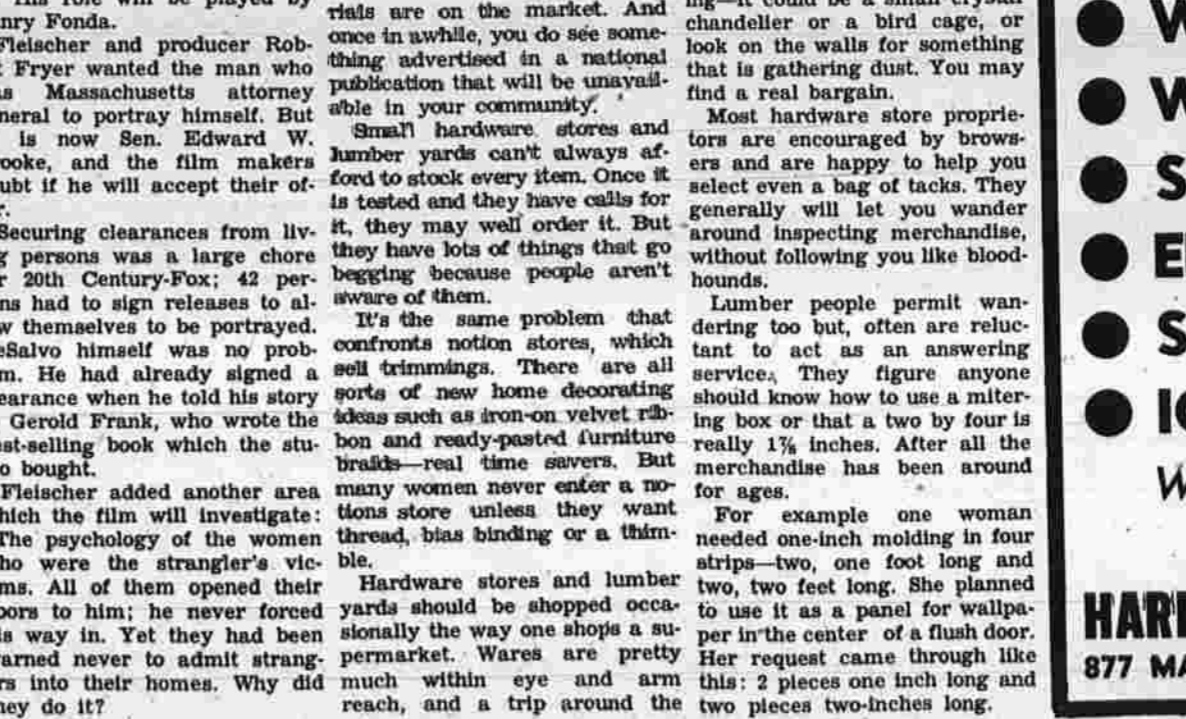 nry Fonda.
Fleischer and producer Rob-
Fryer wanted the man who
Massachusetts attorney
neral to portray himself. But
is now Sen. Edward W.
ooke, and the film makers
ubt if he will accept their of-
r.
Securing clearances from liv-
g persons was a large chore
r 20th Century-Fox; 42 per-
ns had to sign releases to al-
w themselves to be portrayed.
eSalvo himself was no prob-
m. He had already signed a
earance when he told his story
Gerold Frank, who wrote the
st-selling book which the stu-
o bought.
Fleischer added another area
hich the film will investigate:
The psychology of the women
ho were the strangler's vic-
ms. All of them opened their
oors to him; he never forced
is way in. Yet they had been
arned never to admit strang-
rs into their homes. Why did
hey do it?
rials are on the market. And
once in awhile, you do see some-
thing advertised in a national
publication that will be unavail-
able in your community.
Small hardware stores and
lumber yards can't always af-
ford to stock every item. Once it
is tested and they have calls for
it, they may well order it. But
they have lots of things that go
begging because people aren't
aware of them.
It's the same problem that
confronts notion stores, which
sell trimmings. There are all
sorts of new home decorating
ideas such as iron-on velvet rib-
bon and ready-pasted furniture
braids—real time savers. But
many women never enter a no-
tions store unless they want
thread, bias binding or a thim-
ble.
Hardware stores and lumber
yards should be shopped occa-
sionally the way one shops a su-
permarket. Wares are pretty
much within eye and arm
reach, and a trip around the
ing—it could be a small crystal
chandelier or a bird cage, or
look on the walls for something
that is gathering dust. You may
find a real bargain.
Most hardware store proprie-
tors are encouraged by brows-
ers and are happy to help you
select even a bag of tacks. They
generally will let you wander
around inspecting merchandise,
without following you like blood-
hounds.
Lumber people permit wan-
dering too but, often are reluc-
tant to act as an answering
service. They figure anyone
should know how to use a miter-
ing box or that a two by four is
really 1⅞ inches. After all the
merchandise has been around
for ages.
For example one woman
needed one-inch molding in four
strips—two, one foot long and
two, two feet long. She planned
to use it as a panel for wallpa-
per in the center of a flush door.
Her request came through like
this: 2 pieces one inch long and
two pieces two-inches long.
W
W
S
E
S
W
HAR
877 MA